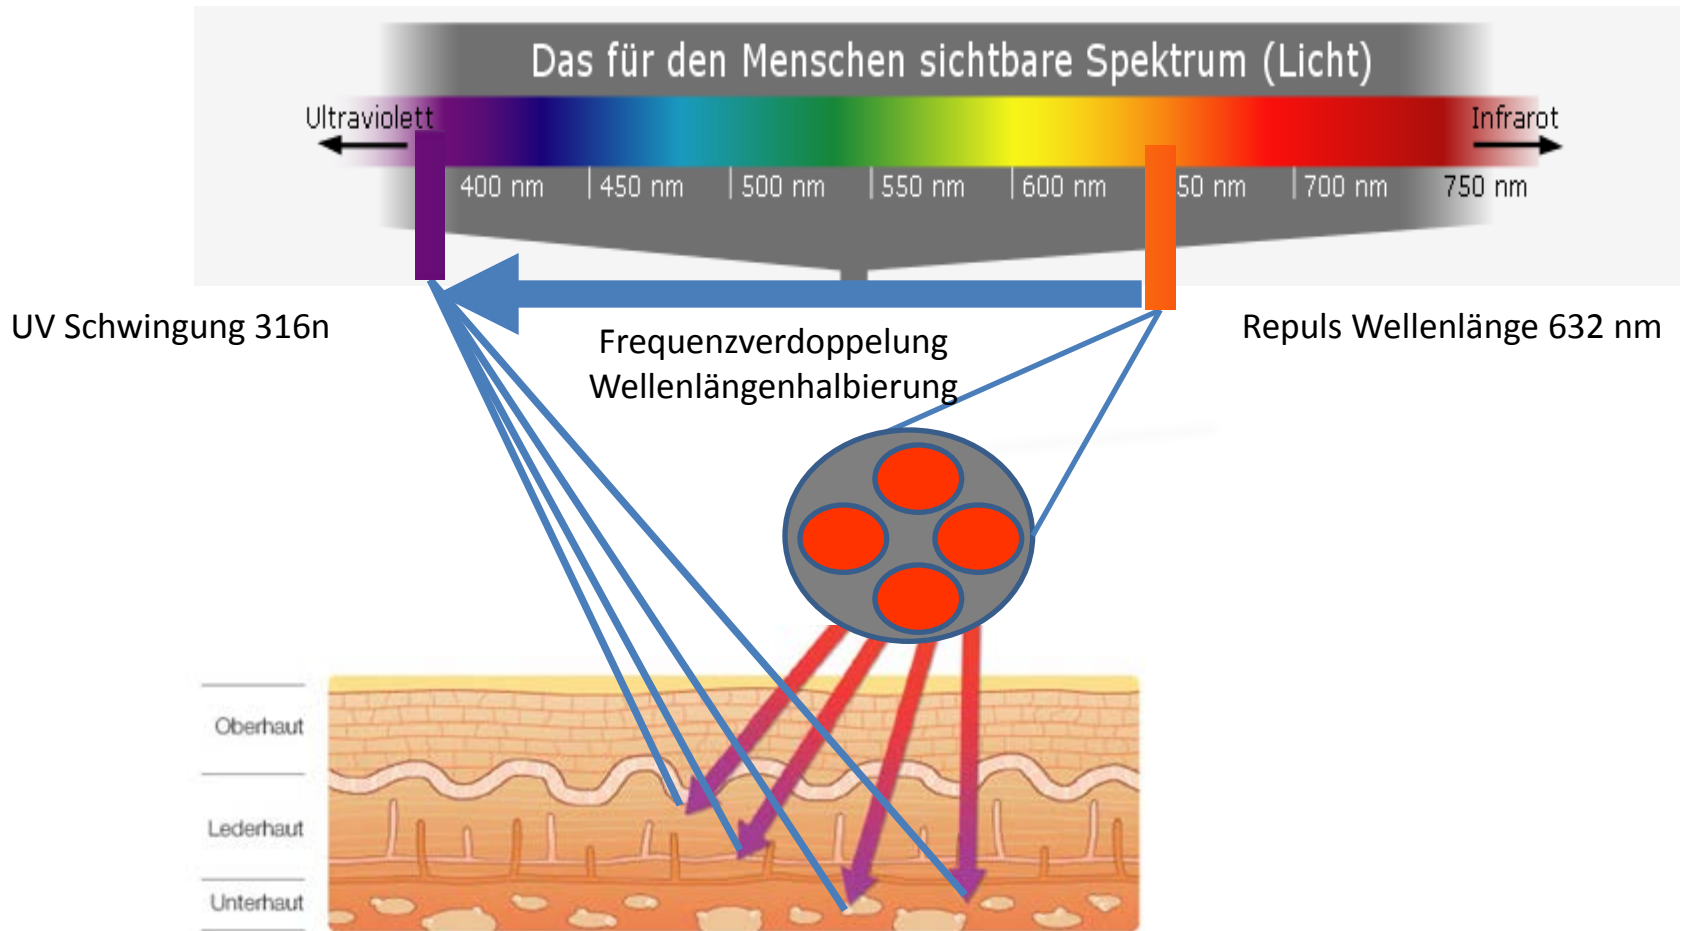 Das für den Menschen sichtbare Spektrum (Licht)
Ultraviolett
Infrarot
400 nm
450 nm
500 nm
550 nm
600 nm
50 nm
700 nm
750 nm
UV Schwingung 316n
Repuls Wellenlänge 632 nm
Frequenzverdoppelung
Wellenlängenhalbierung
Oberhaut
Lederhaut
Unterhaut